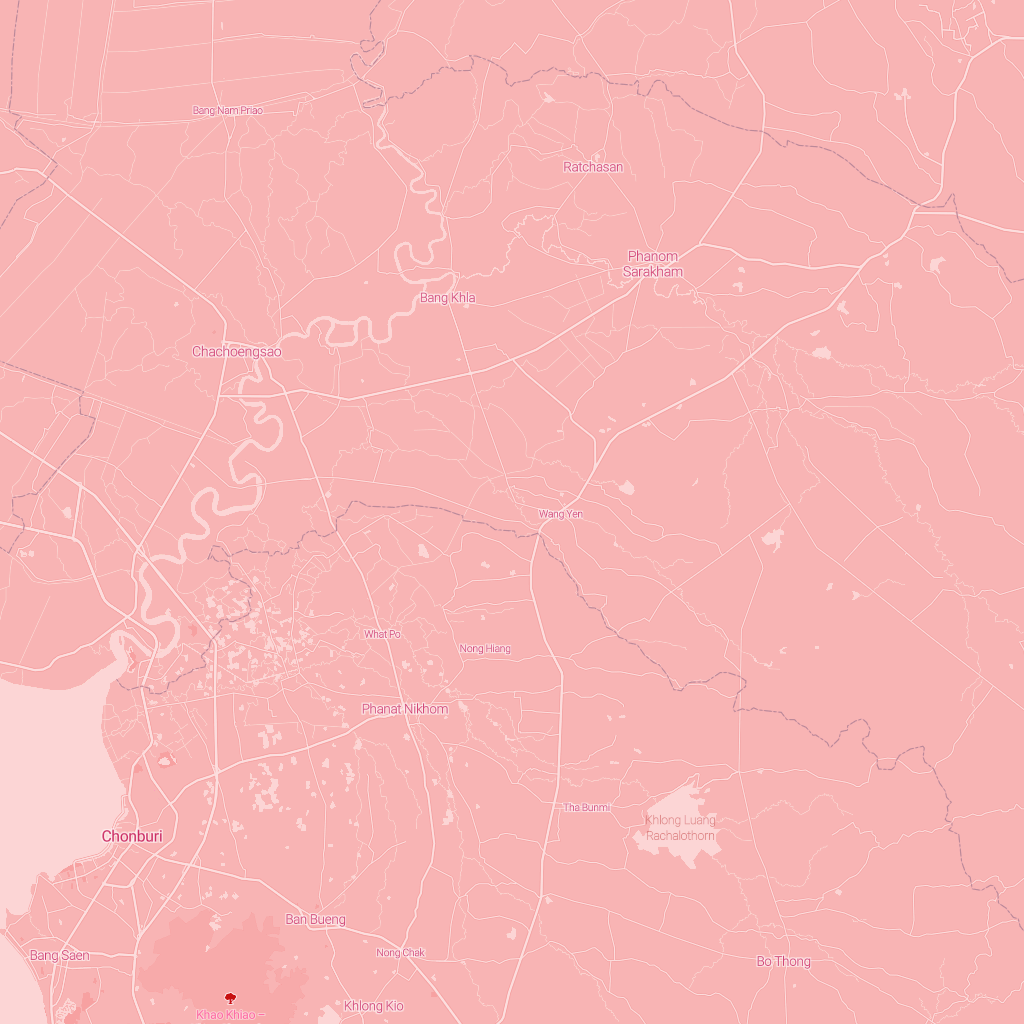 Bang Nam Priao
Ratchasan
Phanom
Sarakham
Bang Khla
Chachoengsao
Wang Yen
What Po
Nong Hiang
Phanat Nikhom
Tha Bunmi
Khlong Luang
Rachalothorn
Chonburi
Ban Bueng
Nong Chak
Bang Saen
Bo Thong
Khlong Kio
Khao Khiao –